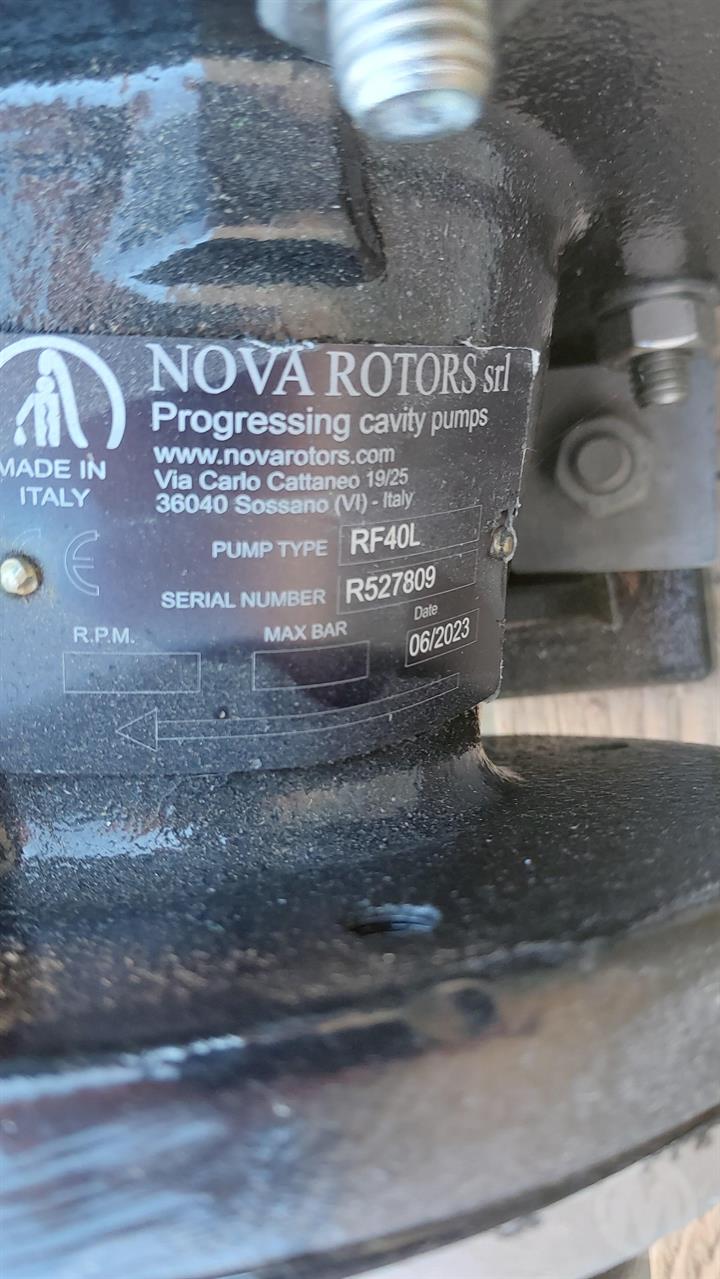 NOVA ROTORS srl
Progressing cavity pumps
www.novarotors.com
Via Carlo Cattaneo 19/25
36040 Sossano (VI) - Italy
MADE IN
ITALY
CE
PUMP TYPE RF40L
SERIAL NUMBER R527809
R.P.M. MAX BAR Date
06/2023
M